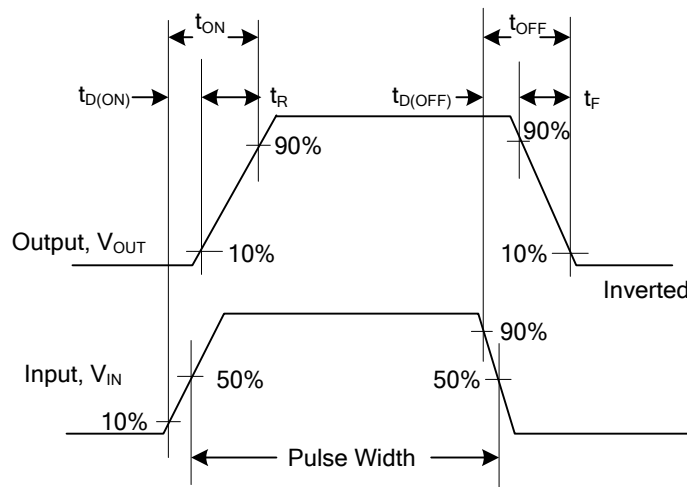 tON tOFF
tD(ON) tR tD(OFF) tF
90% 90%
Output, VOUT 10% 10%
Inverted
90%
Input, VIN 50% 50%
10%
Pulse Width